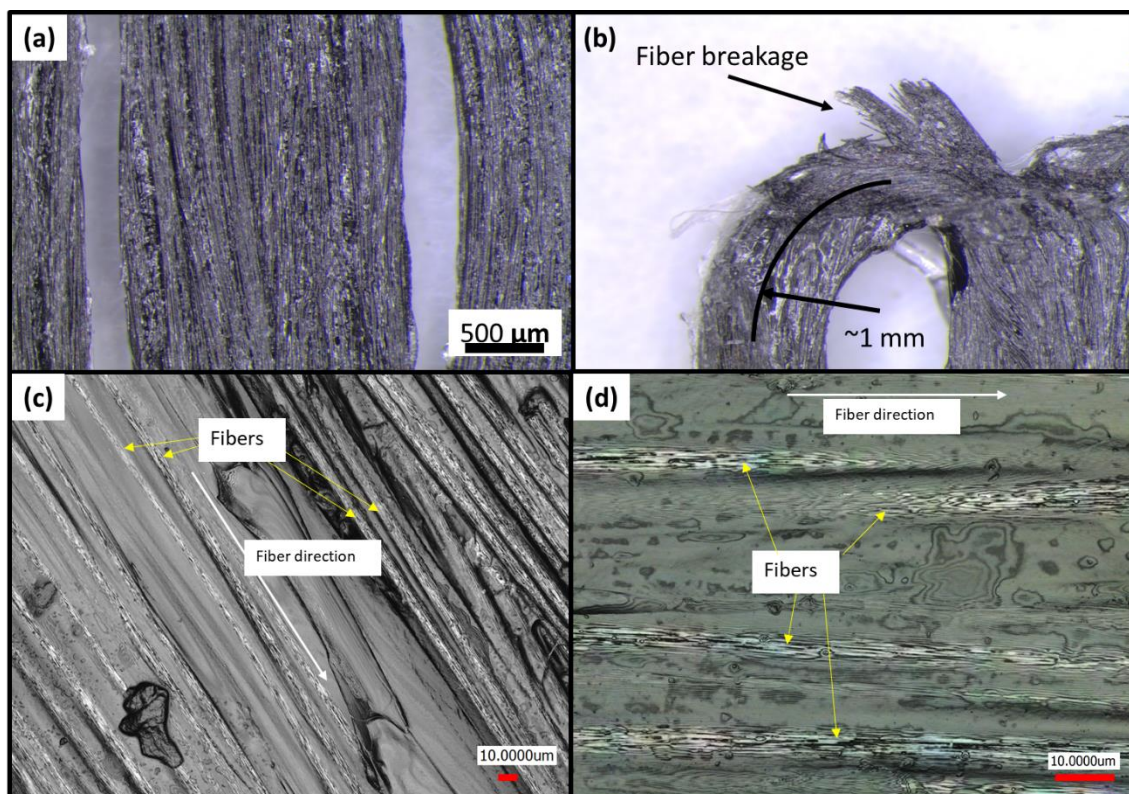 (a)
500 µm
(b)
Fiber breakage
~1 mm
(c)
Fibers
Fiber direction
10.0000um
(d)
Fiber direction
Fibers
10.0000um